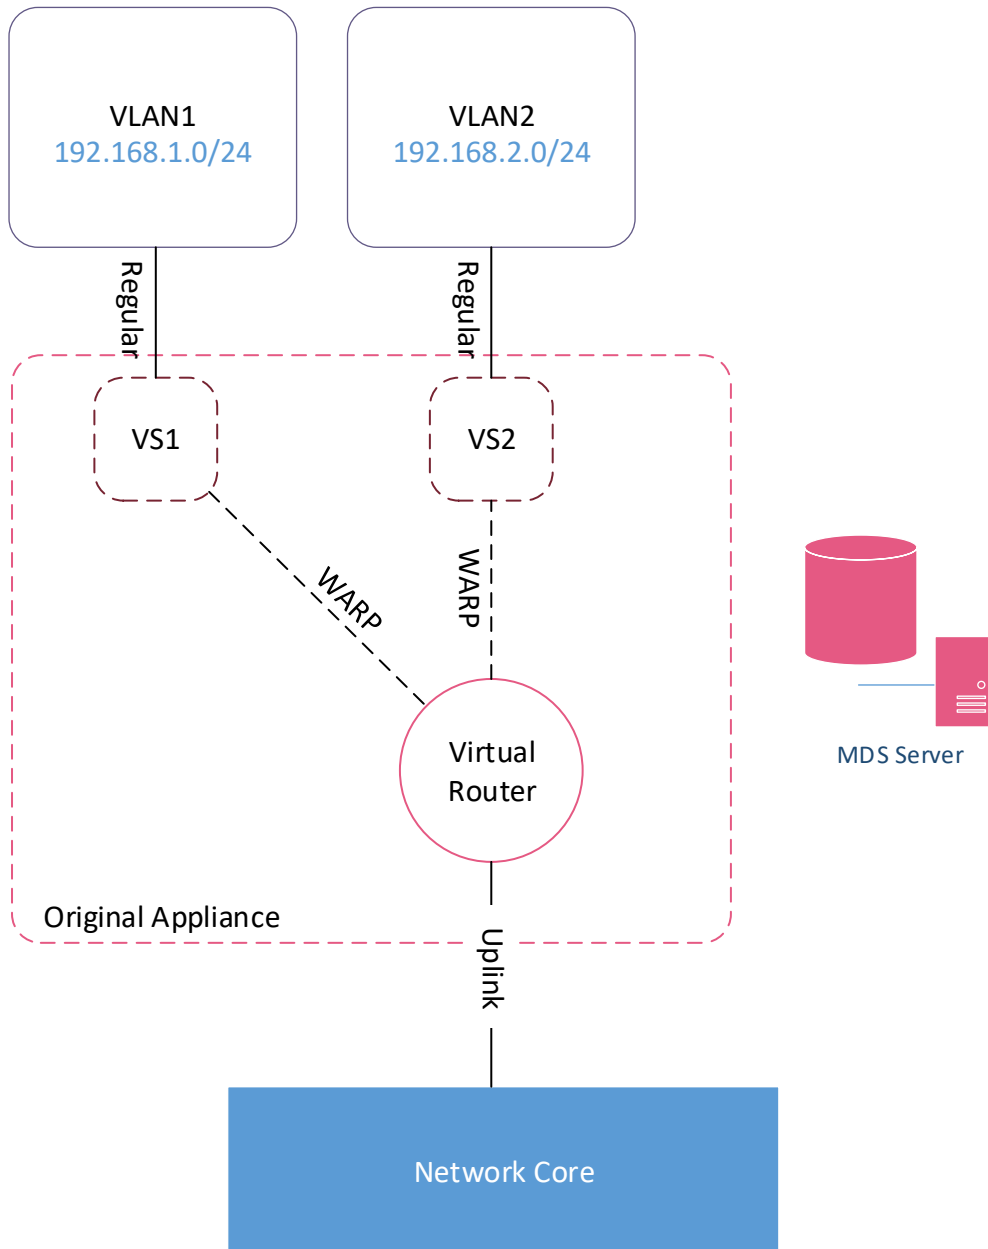 VLAN1
192.168.1.0/24
VLAN2
192.168.2.0/24
Regular
Regular
VS1
VS2
WARP
WARP
Virtual
Router
MDS Server
Original Appliance
Uplink
Network Core